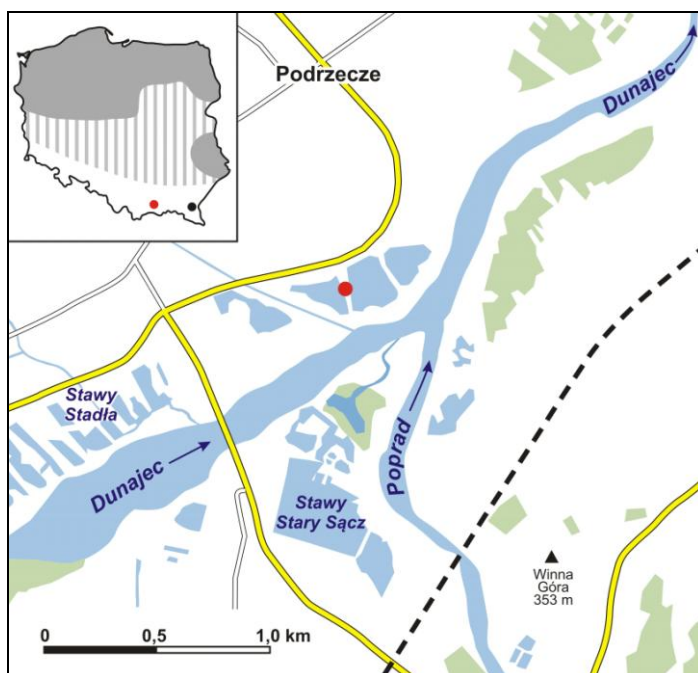 Podrzecze
Dunajec
Stawy
Stadła
Dunajec
Stawy
Stary Sącz
Poprad
Winna
Góra
353 m
0 0,5 1,0 km